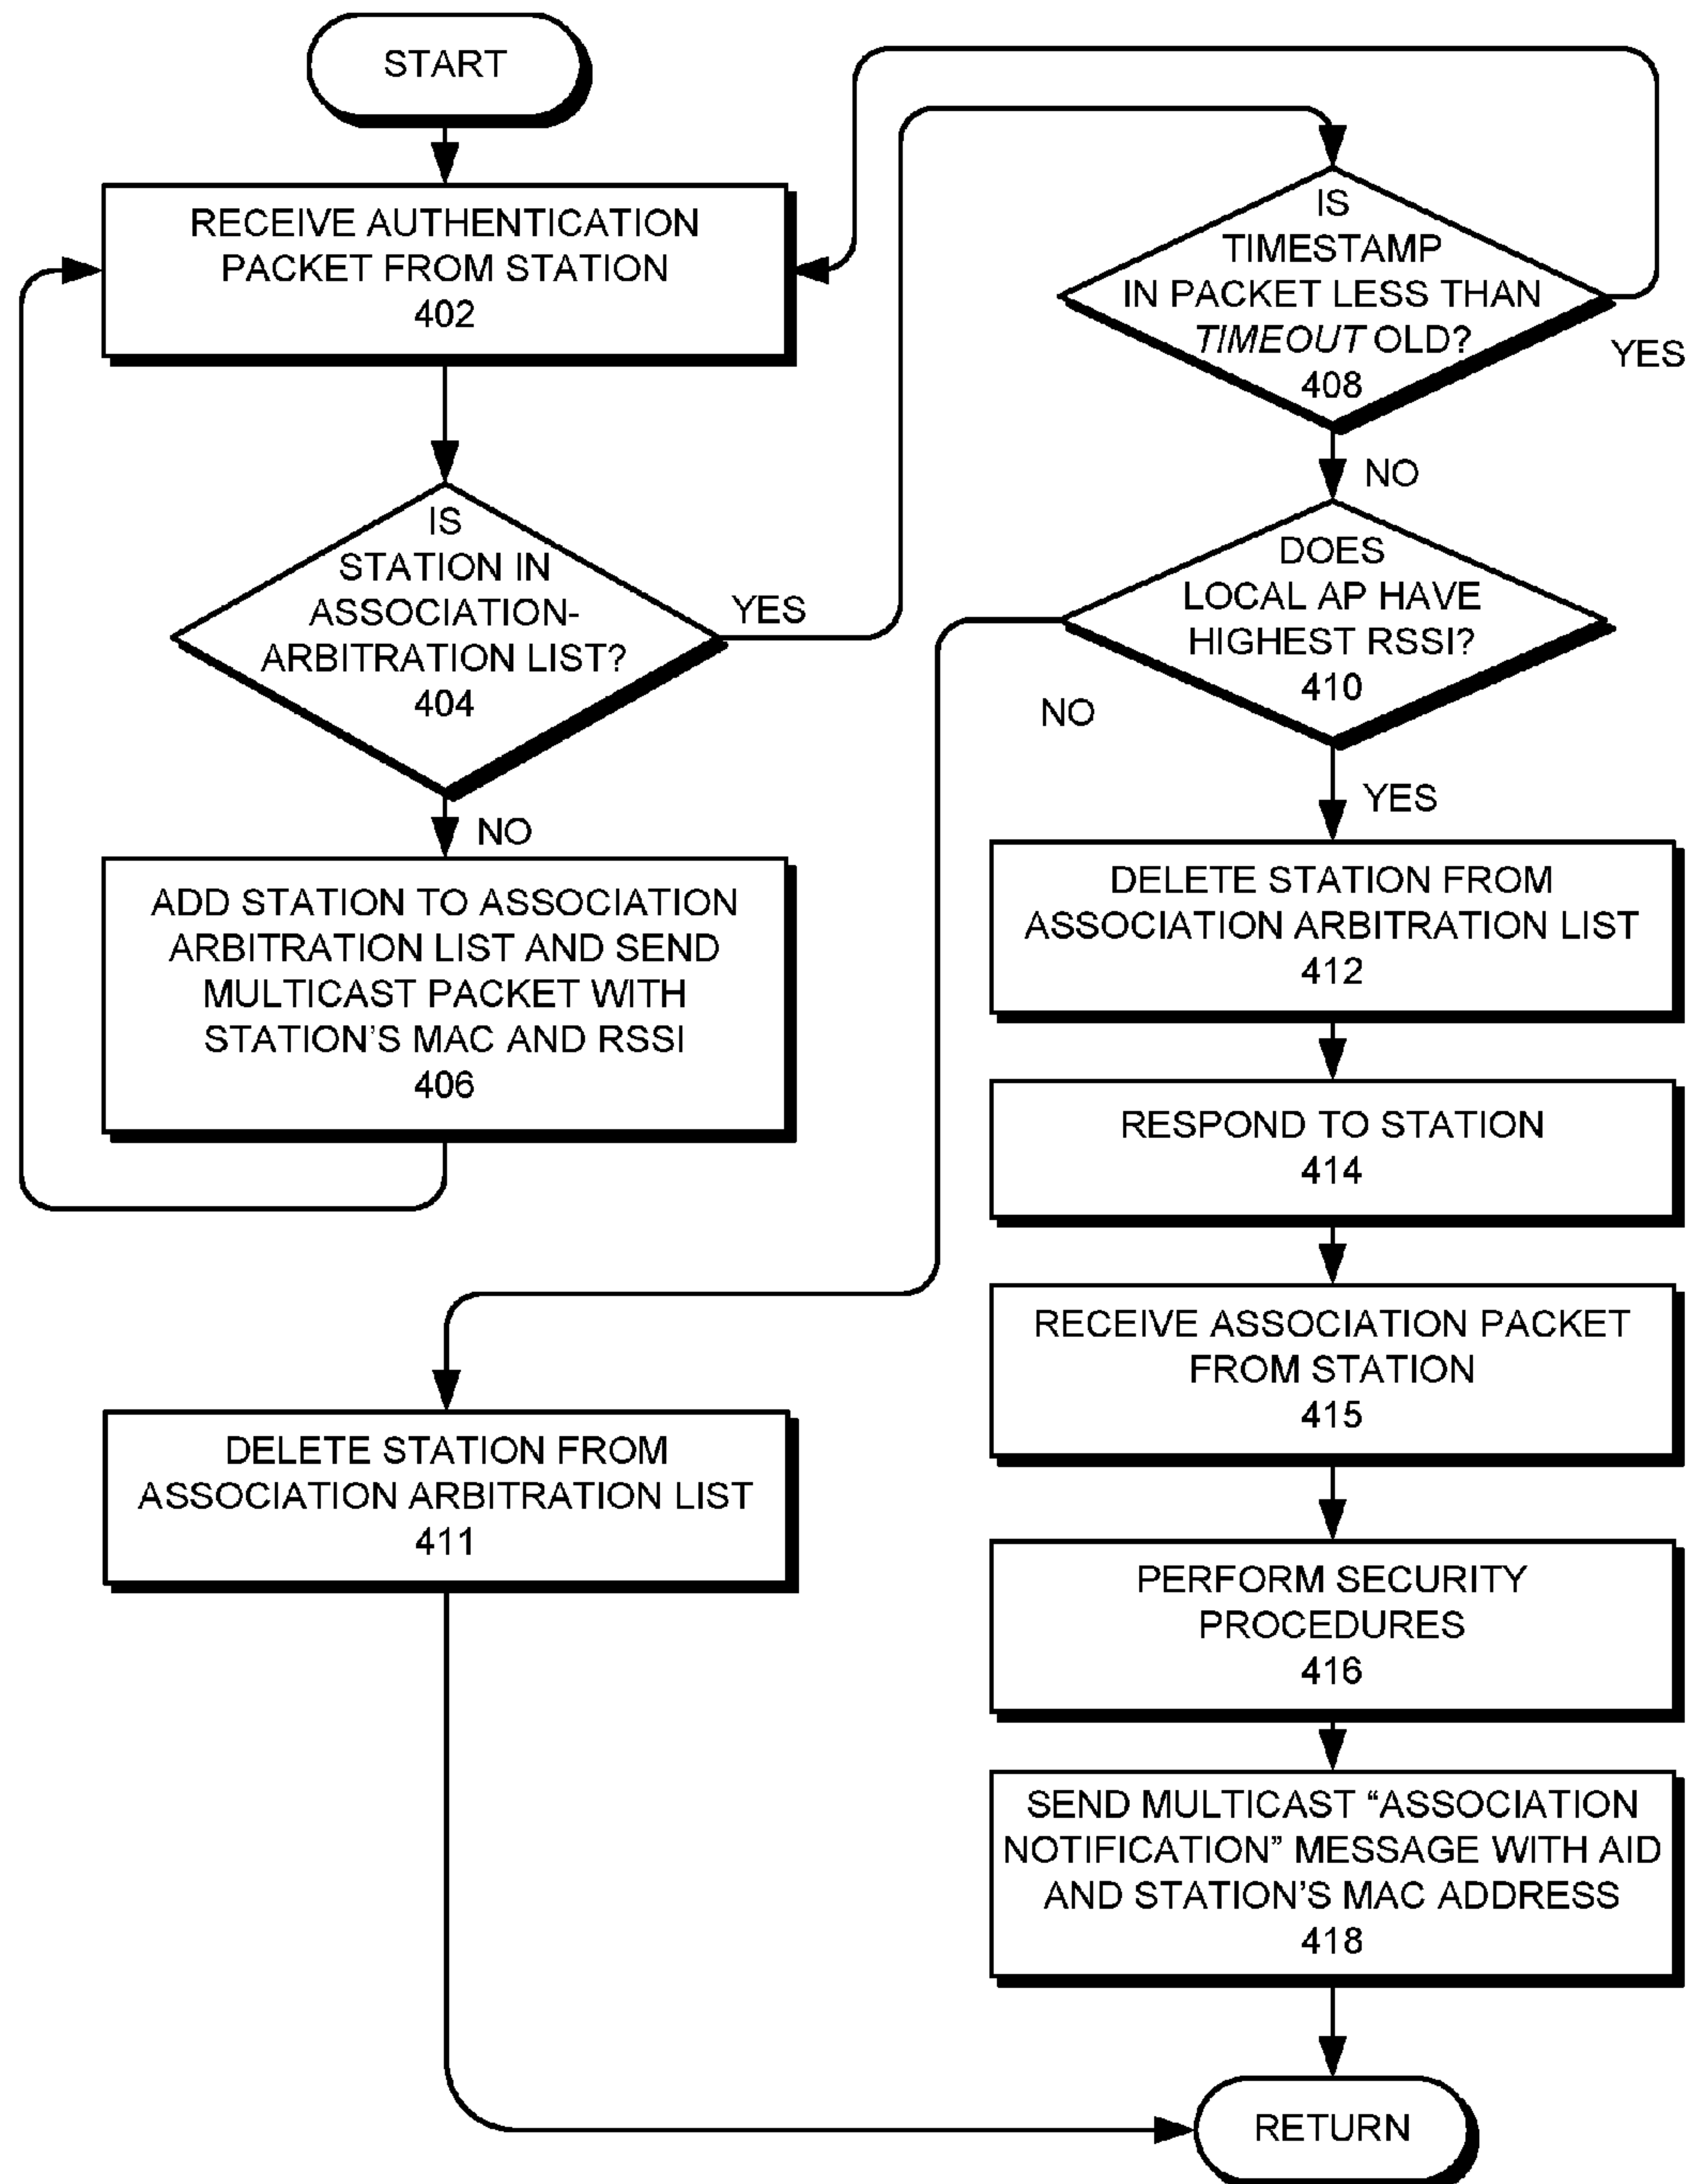 START
RECEIVE AUTHENTICATION
PACKET FROM STATION
402
IS
STATION IN
ASSOCIATION-
ARBITRATION LIST?
404
YES
NO
ADD STATION TO ASSOCIATION
ARBITRATION LIST AND SEND
MULTICAST PACKET WITH
STATION'S MAC AND RSSI
406
IS
TIMESTAMP
IN PACKET LESS THAN
TIMEOUT OLD?
408
YES
NO
DOES
LOCAL AP HAVE
HIGHEST RSSI?
410
NO
YES
DELETE STATION FROM
ASSOCIATION ARBITRATION LIST
411
DELETE STATION FROM
ASSOCIATION ARBITRATION LIST
412
RESPOND TO STATION
414
RECEIVE ASSOCIATION PACKET
FROM STATION
415
PERFORM SECURITY
PROCEDURES
416
SEND MULTICAST “ASSOCIATION
NOTIFICATION” MESSAGE WITH AID
AND STATION'S MAC ADDRESS
418
RETURN